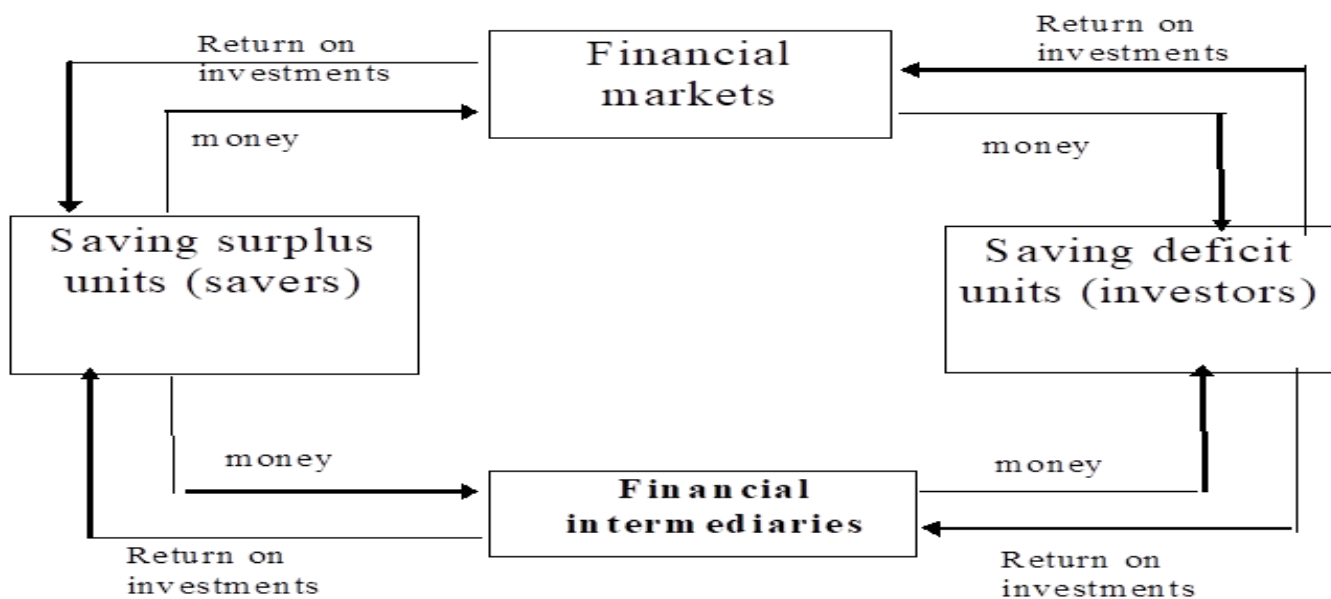 Return on
investments
Financial
markets
Return on
investments
money
money
Saving surplus
units (savers)
Saving deficit
units (investors)
money
Financial
intermediaries
money
Return on
investments
Return on
investments